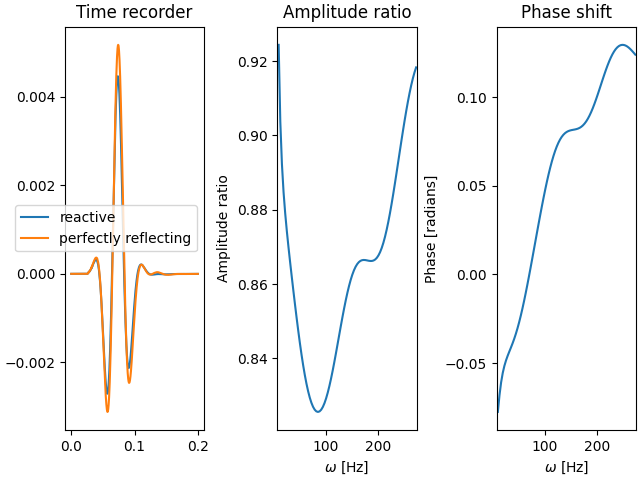 Time recorder
0.004
0.002
0.000
−0.002
0.0
0.1
0.2
reactive
perfectly reflecting
Amplitude ratio
Amplitude ratio
0.92
0.90
0.88
0.86
0.84
100
200
ω [Hz]
Phase shift
Phase [radians]
0.10
0.05
0.00
−0.05
100
200
ω [Hz]